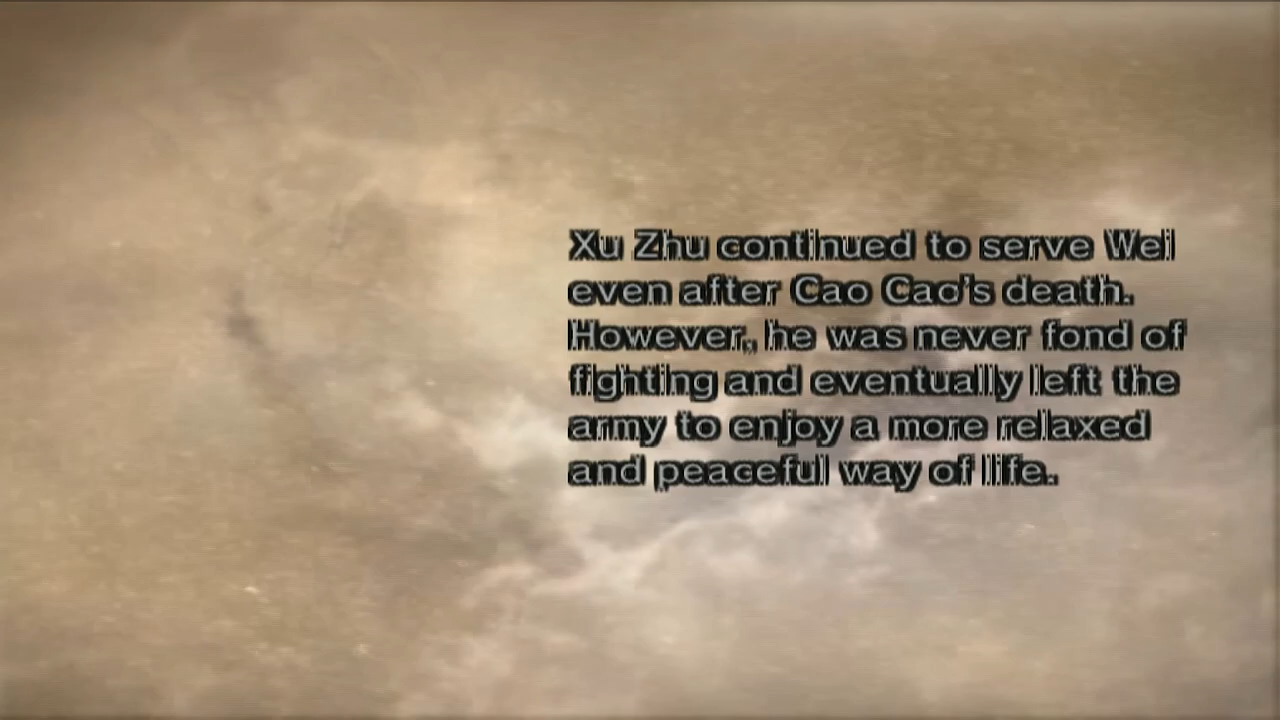 Xu Zhu continued to serve Wei
even after Cao Cao's death.
However, he was never fond of
fighting and eventually left the
army to enjoy a more relaxed
and peaceful way of life.